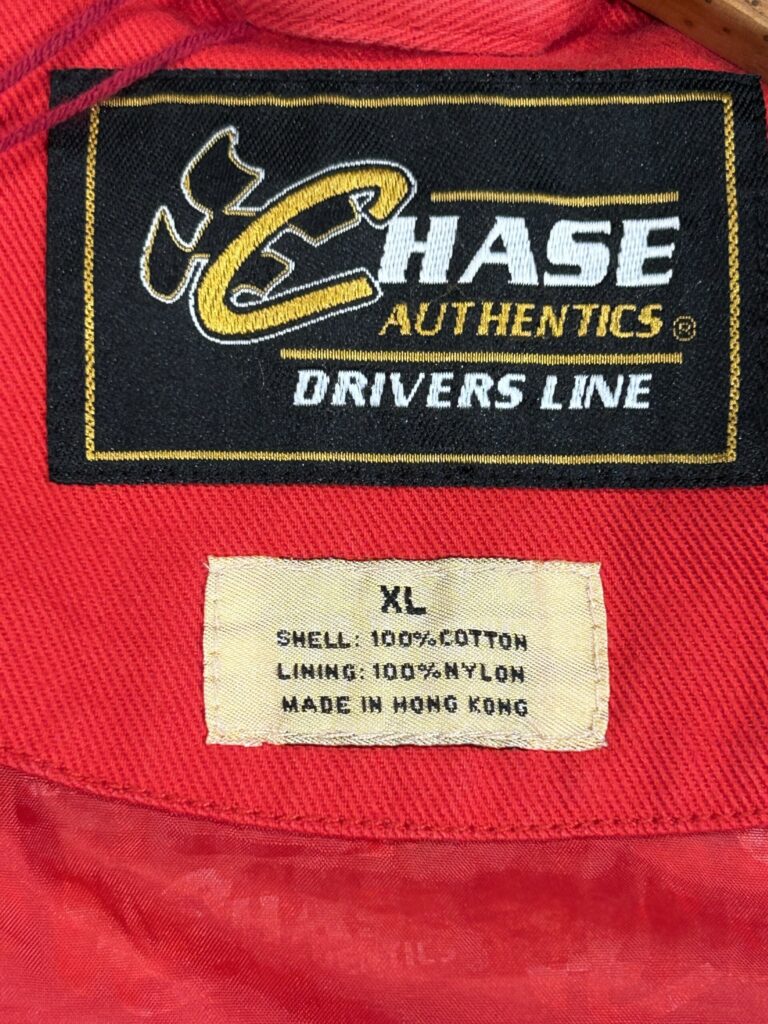 CHASE
AUTHENTICS®
DRIVERS LINE
XL
SHELL: 100% COTTON
LINING: 100% NYLON
MADE IN HONG KONG